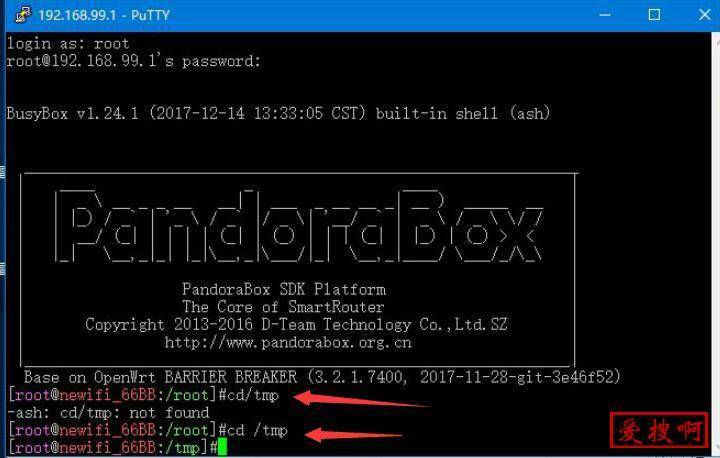 192.168.99.1 - PuTTY
login as: root
root@192.168.99.1's password:
BusyBox v1.24.1 (2017-12-14 13:33:05 CST) built-in shell (ash)
PandoraBox
PandoraBox SDK Platform
The Core of SmartRouter
Copyright 2013-2016 D-Team Technology Co.,Ltd.SZ
http://www.pandorabox.org.cn
Base on OpenWrt BARRIER BREAKER (3.2.1.7400, 2017-11-28-git-3e46f52)
[root@newifi_66BB:/root]#cd/tmp
-ash: cd/tmp: not found
[root@newifi_66BB:/root]#cd /tmp
[root@newifi_66BB:/tmp]#
爱搜啊